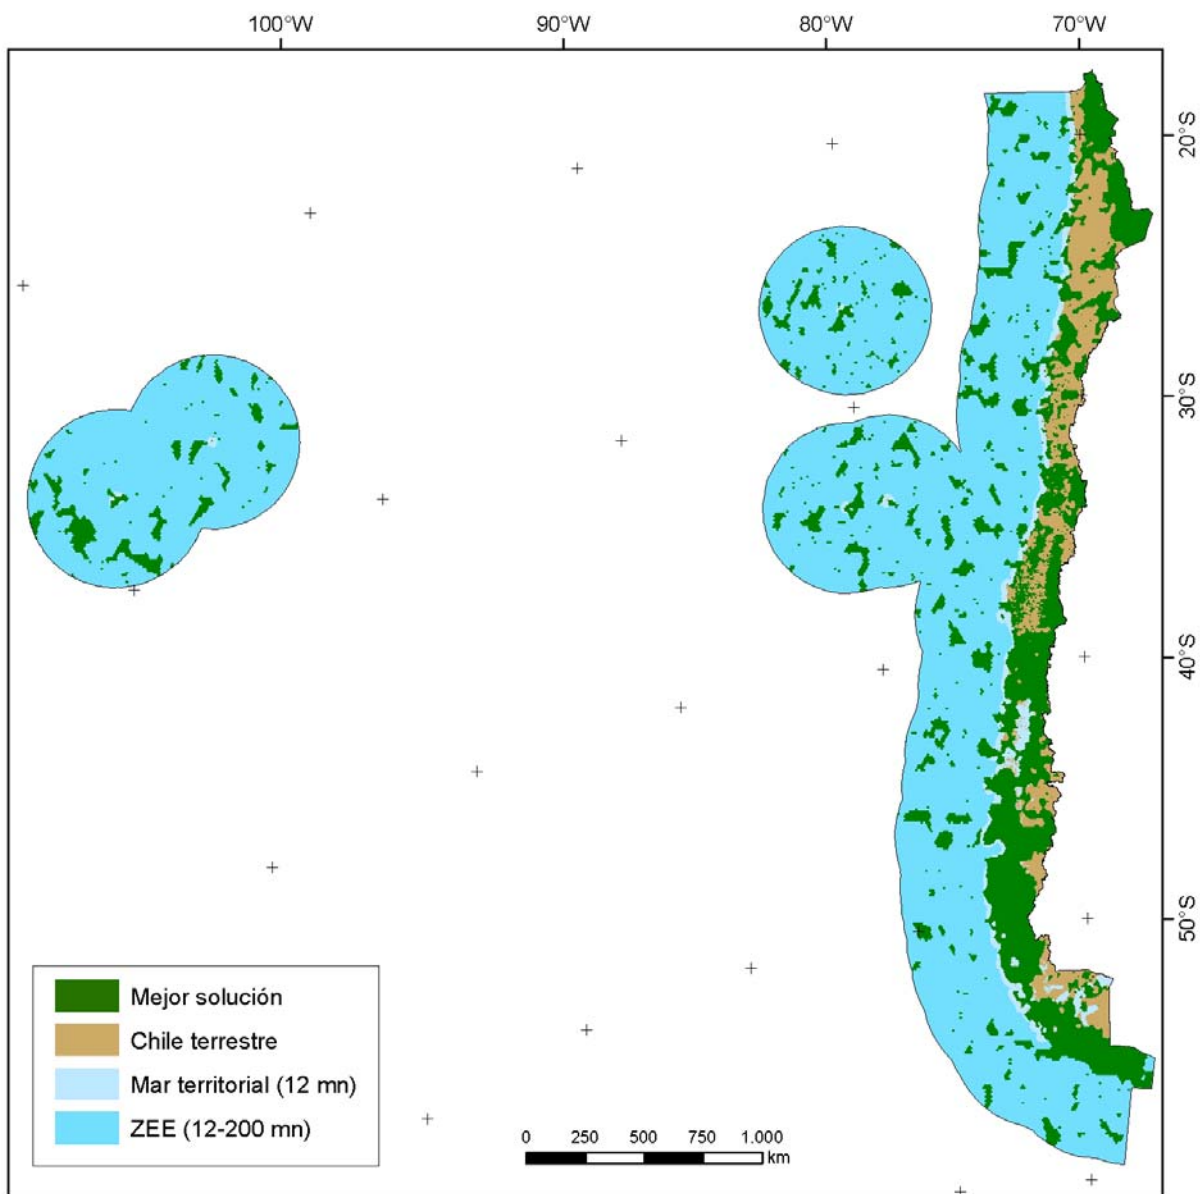 100°W 90°W 80°W 70°W
20°S
30°S
40°S
50°S
Mejor solución
Chile terrestre
Mar territorial (12 mn)
ZEE (12-200 mn)
0 250 500 750 1.000
km